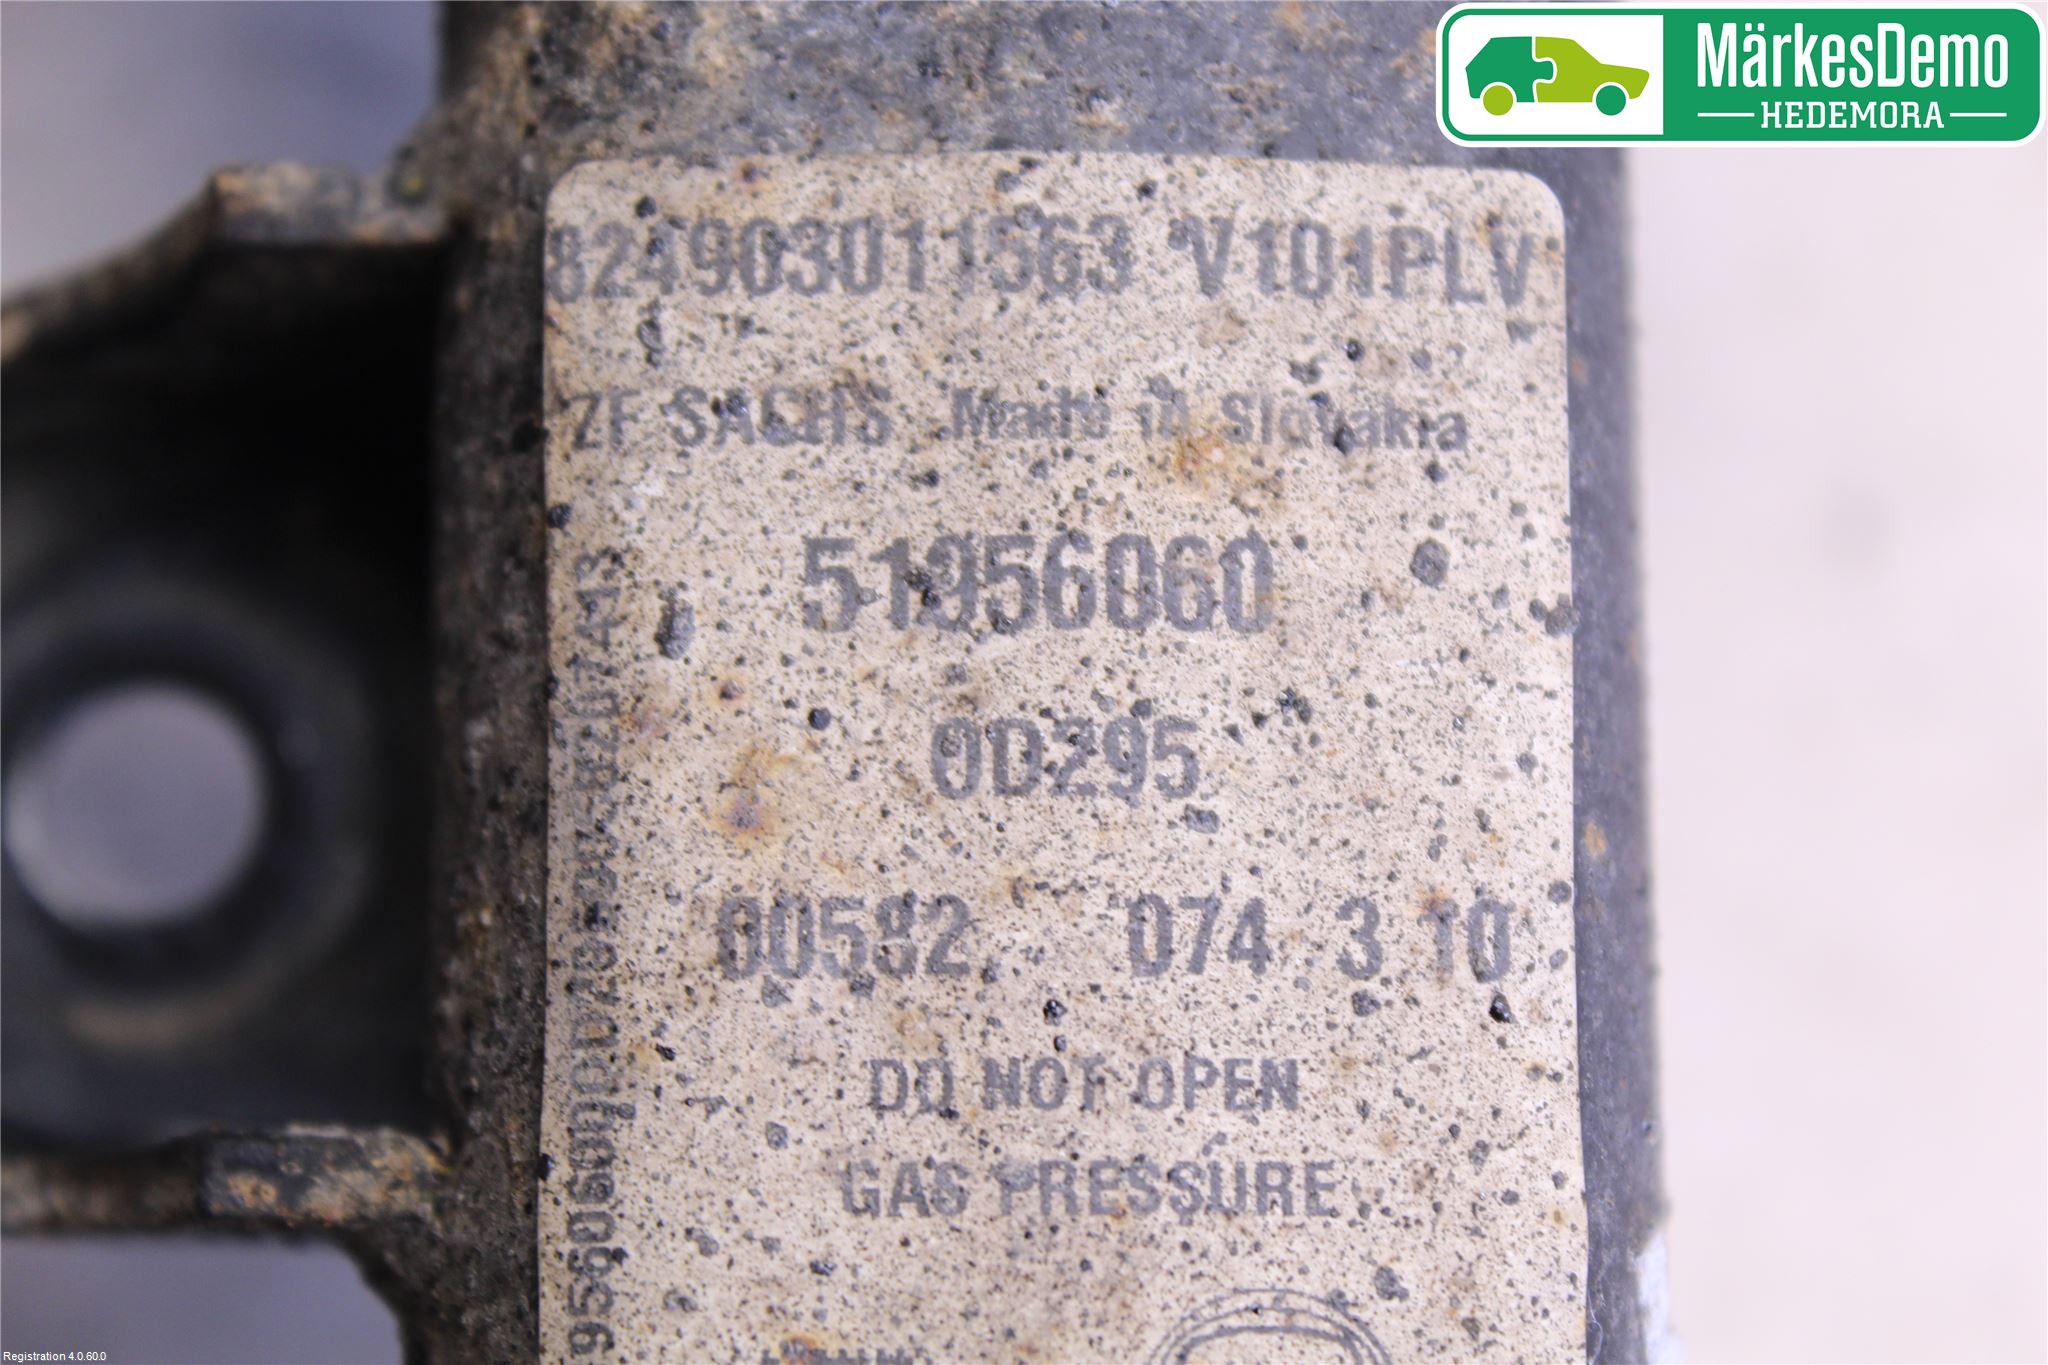 MärkesDemo
HEDEMORA
824903011563 V101PLV
ZF SACHS Made in Slovakia
51956060
0D295
00582 074 3 10
DO NOT OPEN
GAS PRESSURE
Registration 4.0.60.0